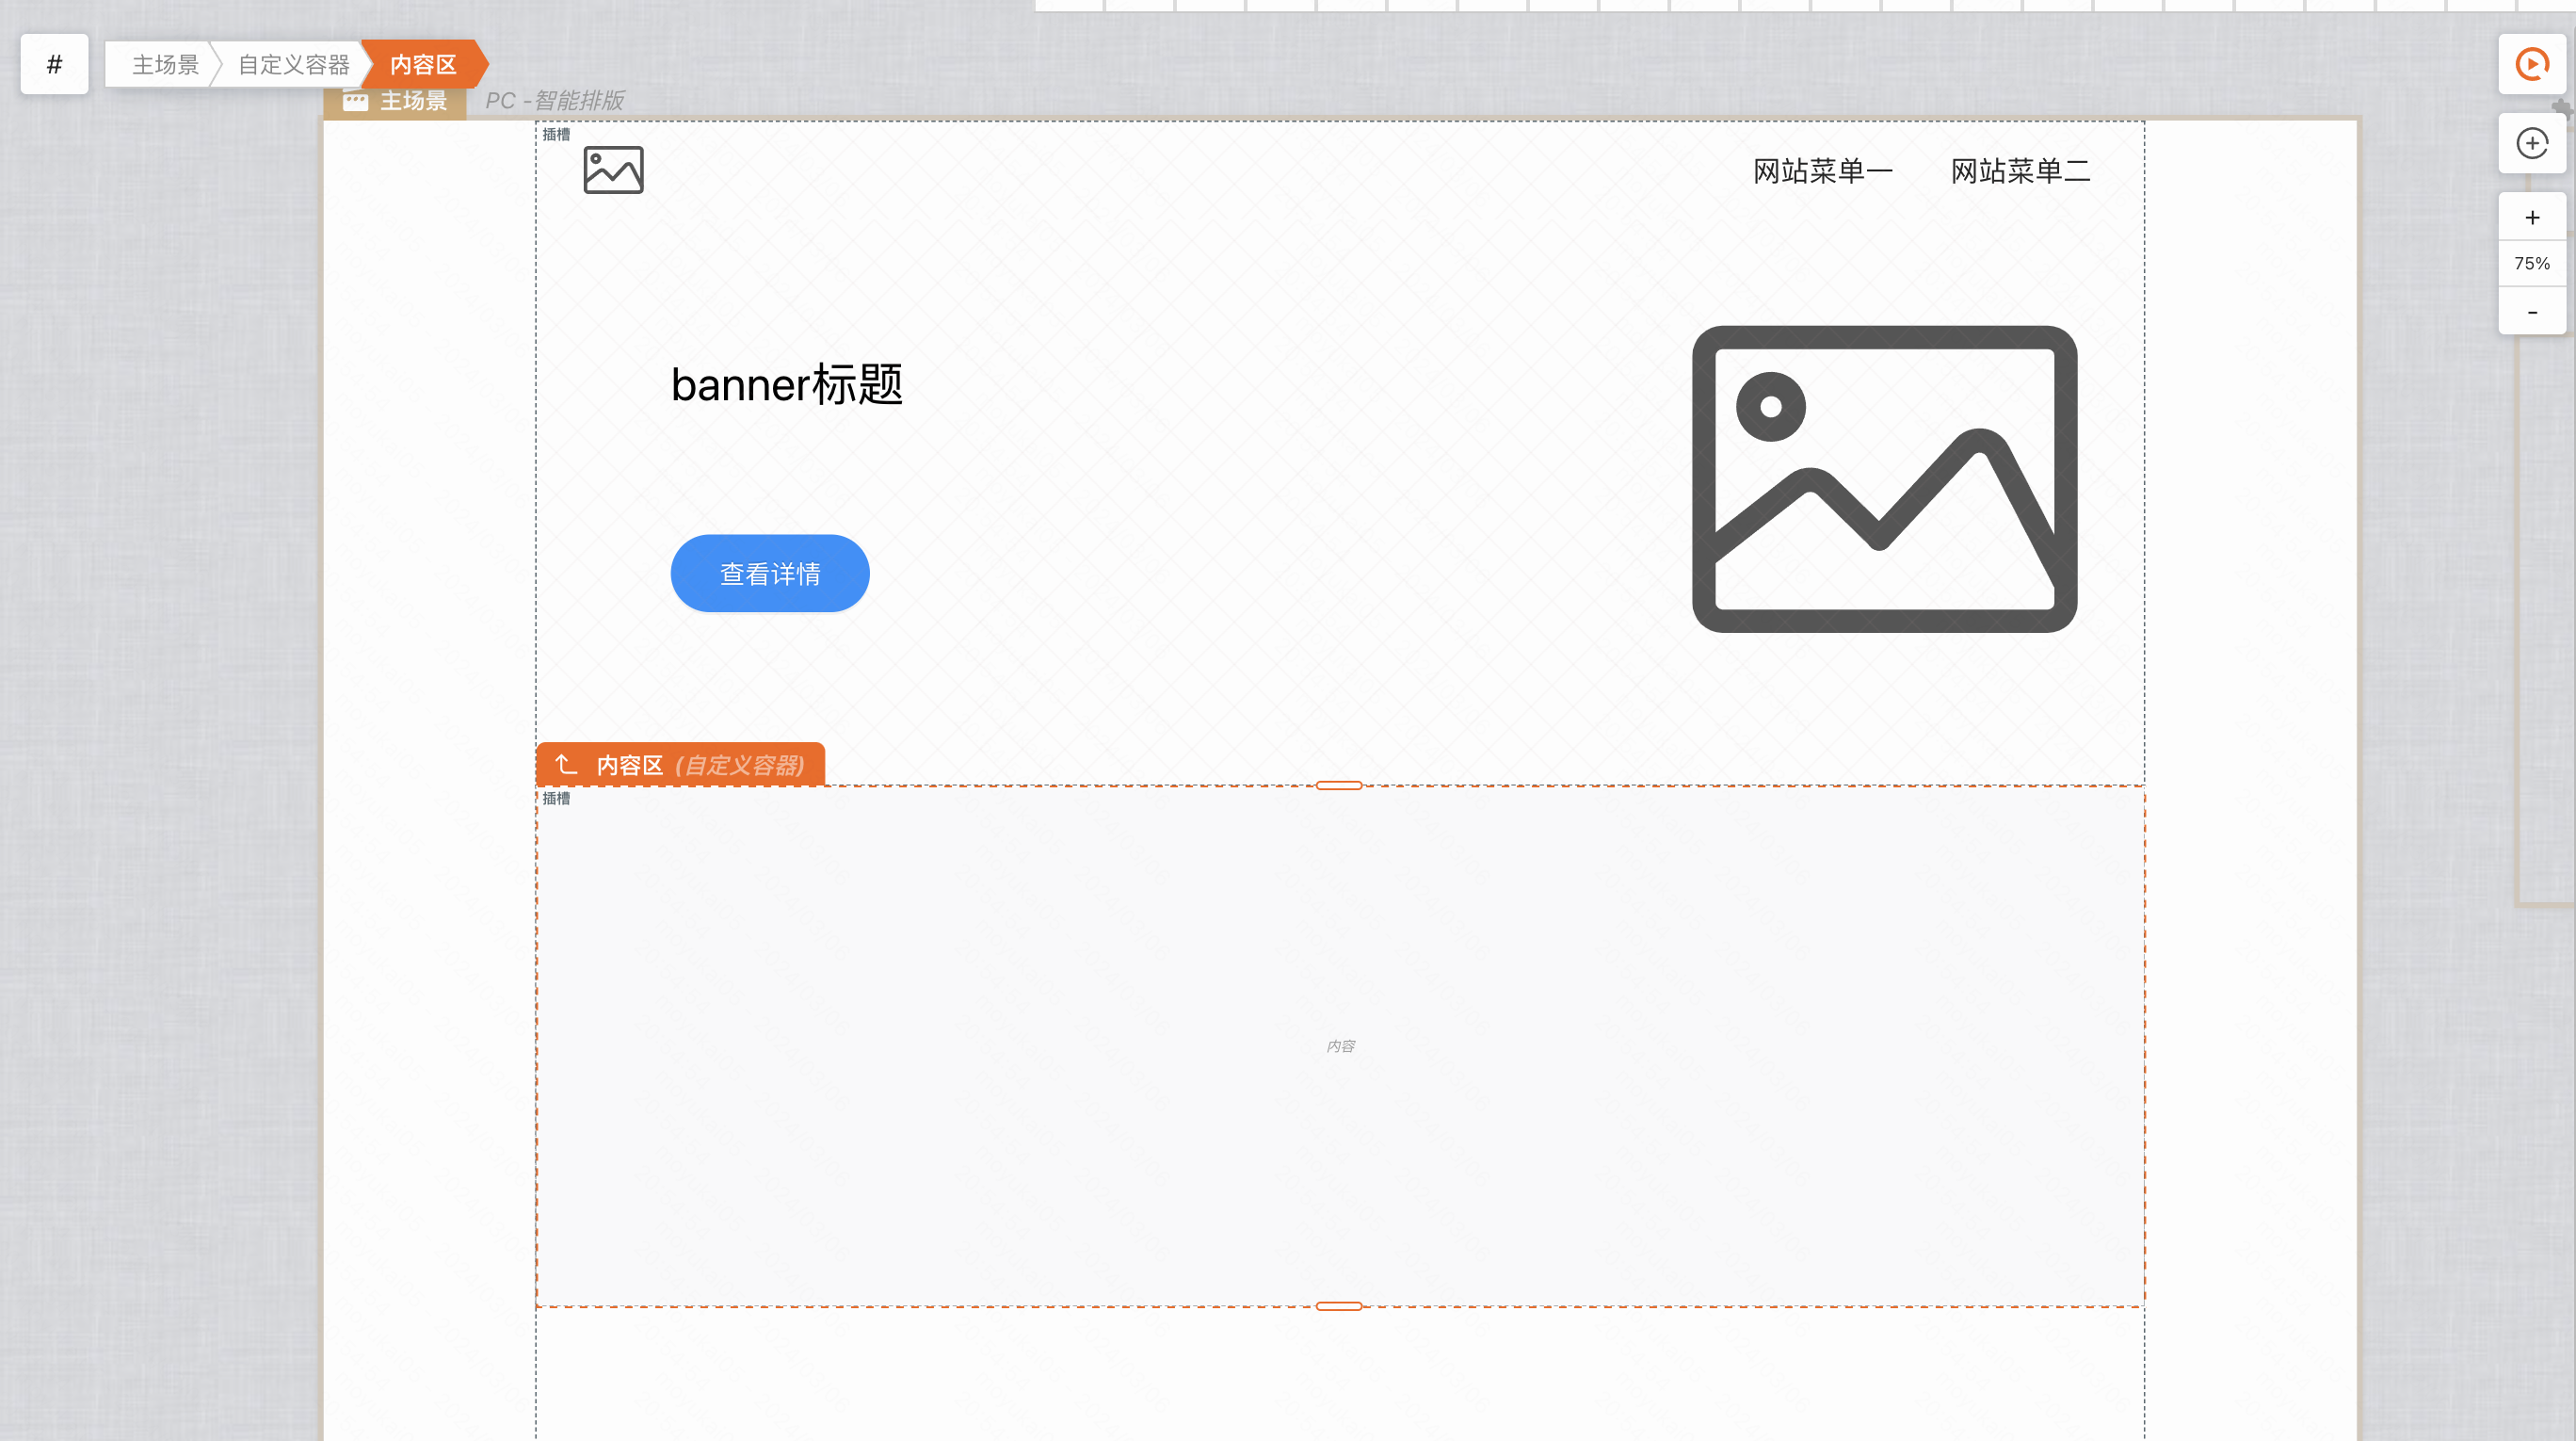 #
主场景
自定义容器
内容区
主场景
PC -智能排版
插槽
网站菜单一
网站菜单二
+
75%
-
banner标题
查看详情
内容区 (自定义容器)
插槽
内容